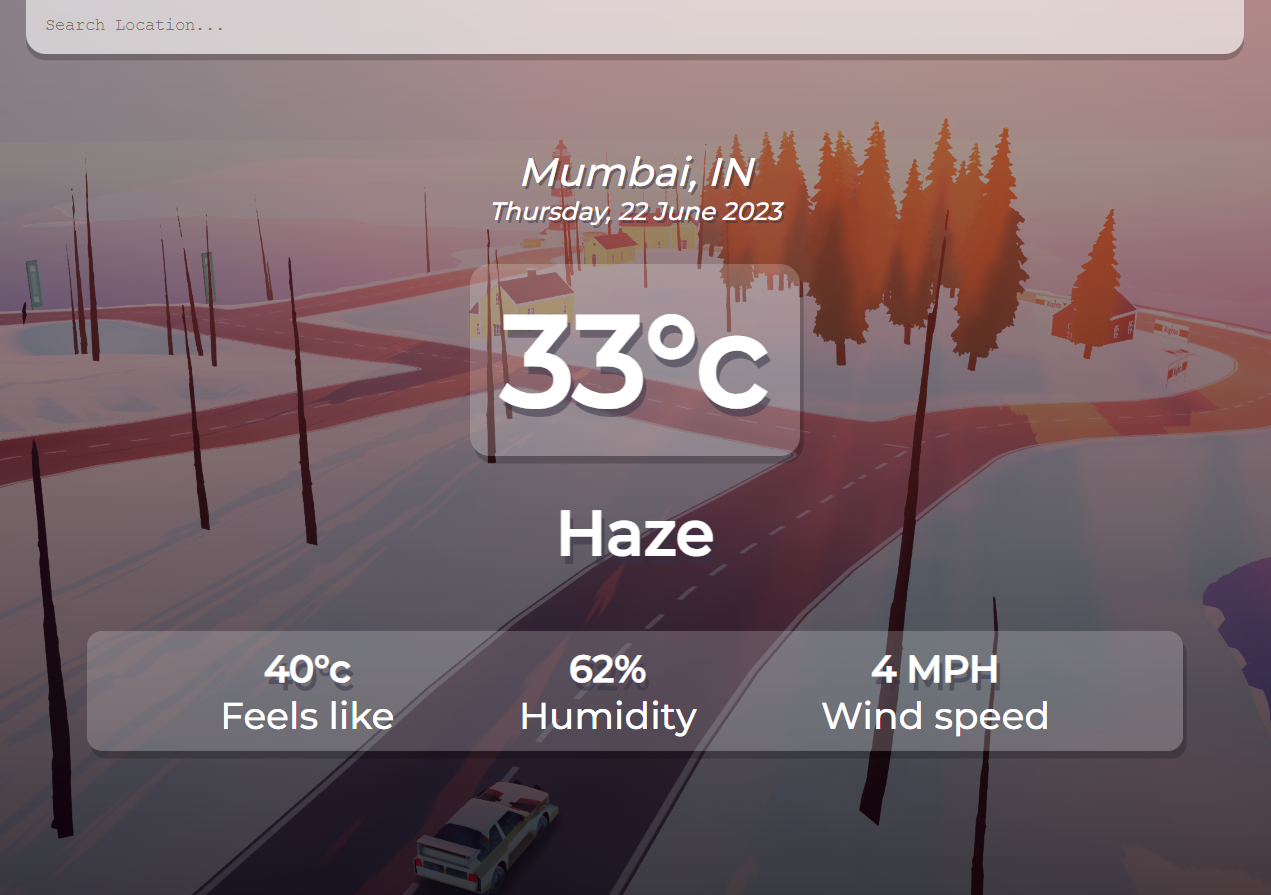 Search Location...
Mumbai, IN
Thursday, 22 June 2023
33°c
Haze
40°c 62% 4 MPH
Feels like Humidity Wind speed